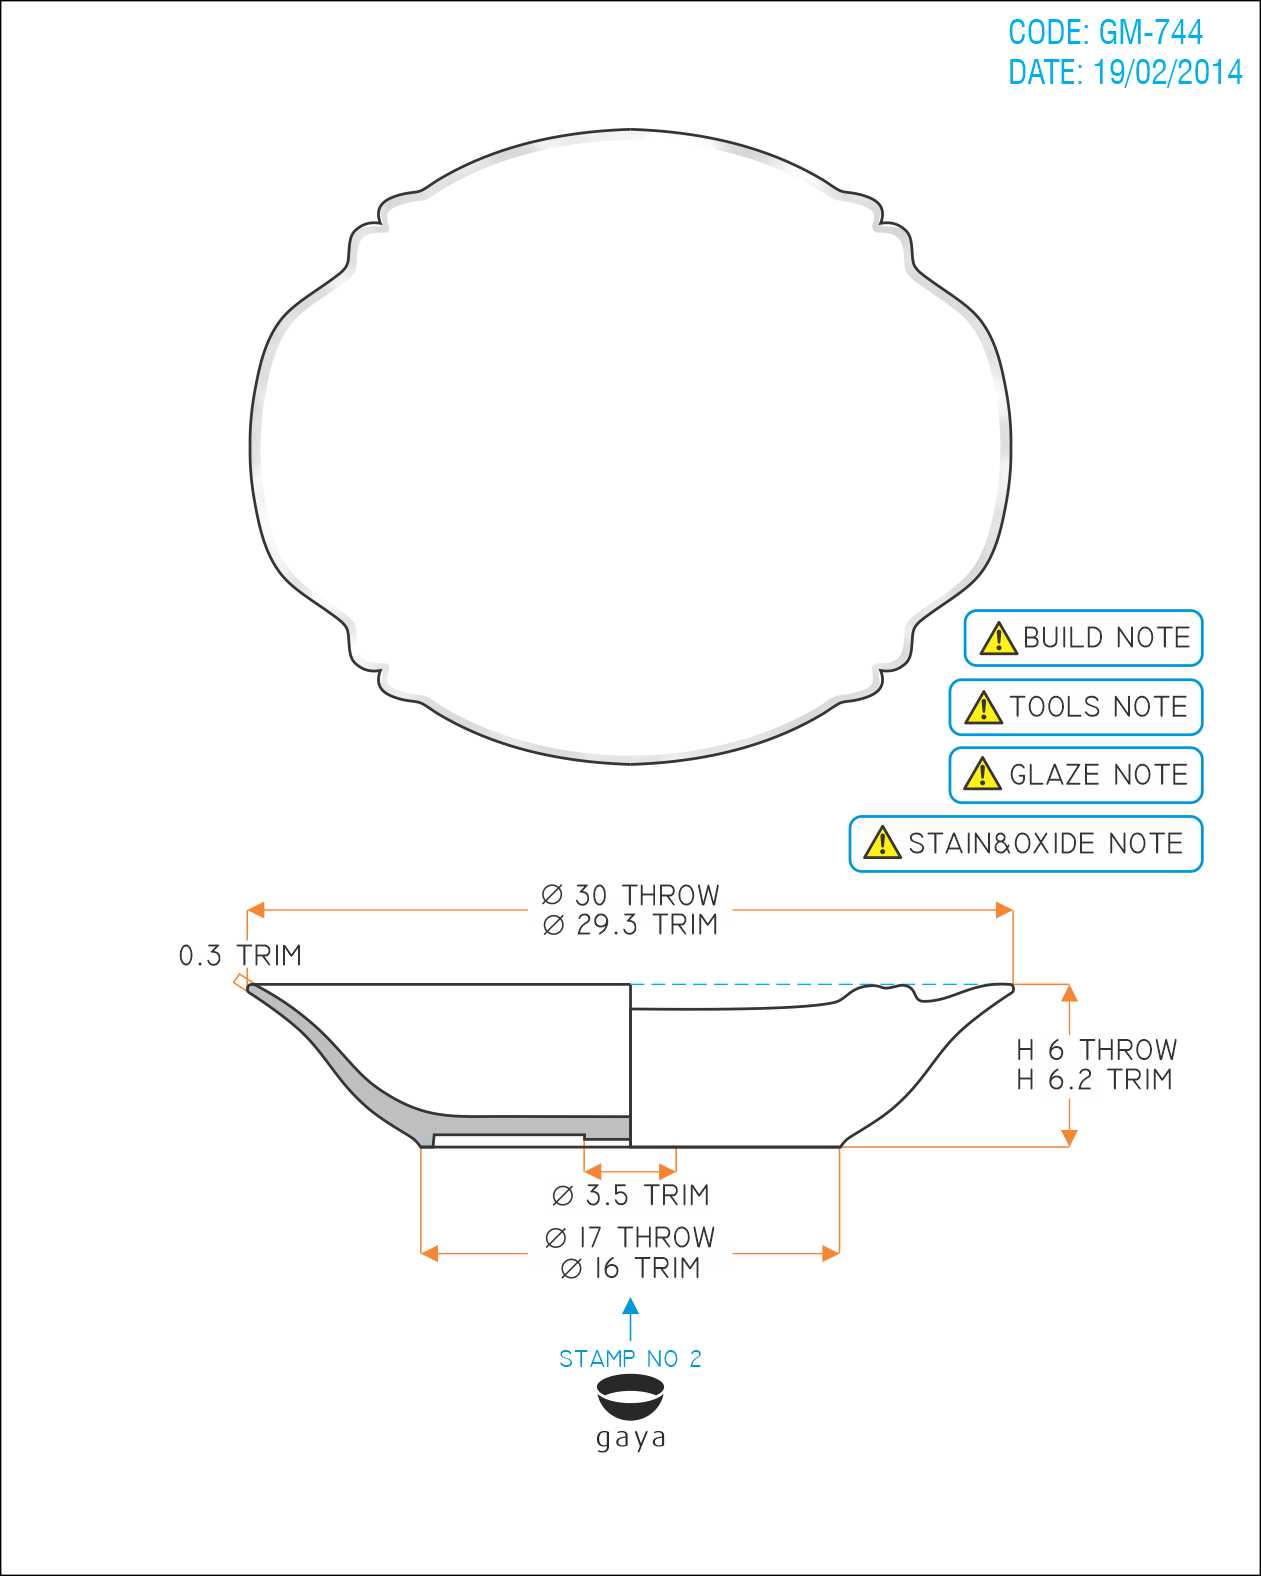 CODE: GM-744
DATE: 19/02/2014
BUILD NOTE
TOOLS NOTE
GLAZE NOTE
STAIN&OXIDE NOTE
Ø 30 THROW
Ø 29.3 TRIM
0.3 TRIM
H 6 THROW
H 6.2 TRIM
Ø 3.5 TRIM
Ø 17 THROW
Ø 16 TRIM
STAMP NO 2
gaya